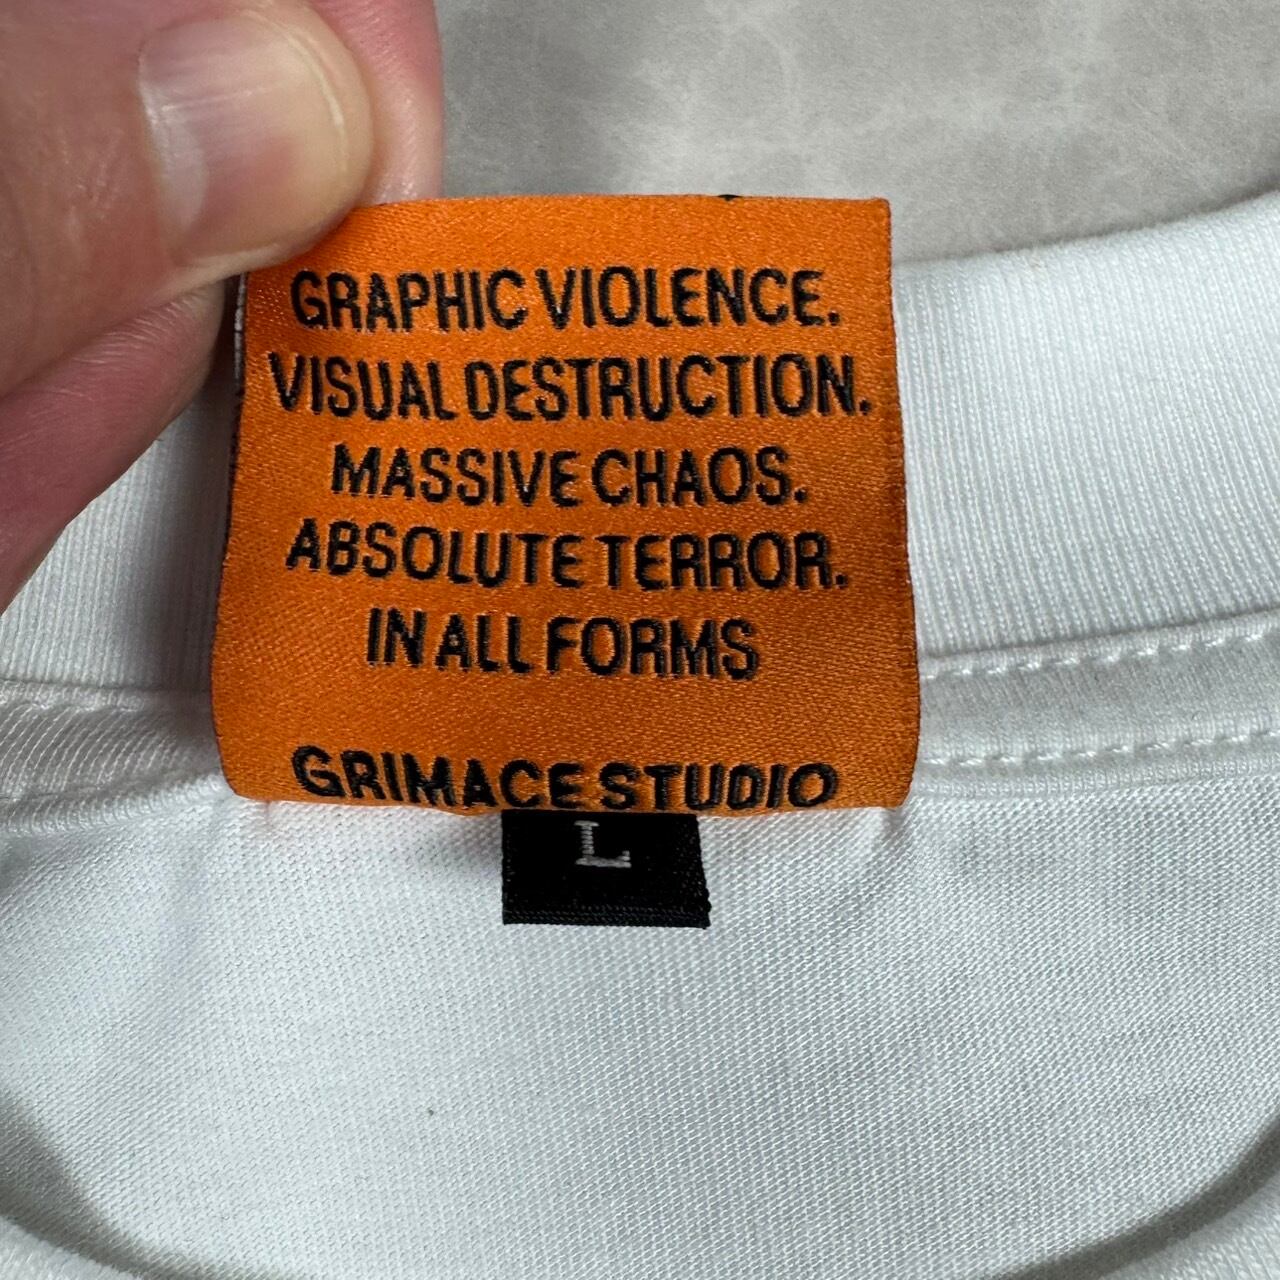 GRAPHIC VIOLENCE.
VISUAL DESTRUCTION.
MASSIVE CHAOS.
ABSOLUTE TERROR.
IN ALL FORMS
GRIMACE STUDIO
L